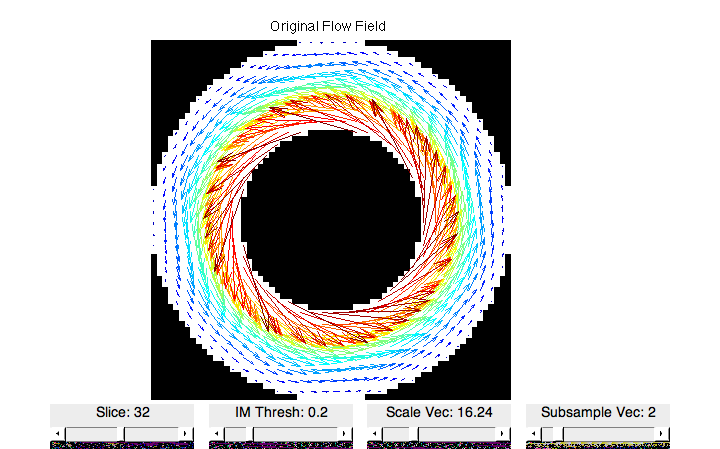 Original Flow Field
Slice: 32 IM Thresh: 0.2 Scale Vec: 16.24 Subsample Vec: 2